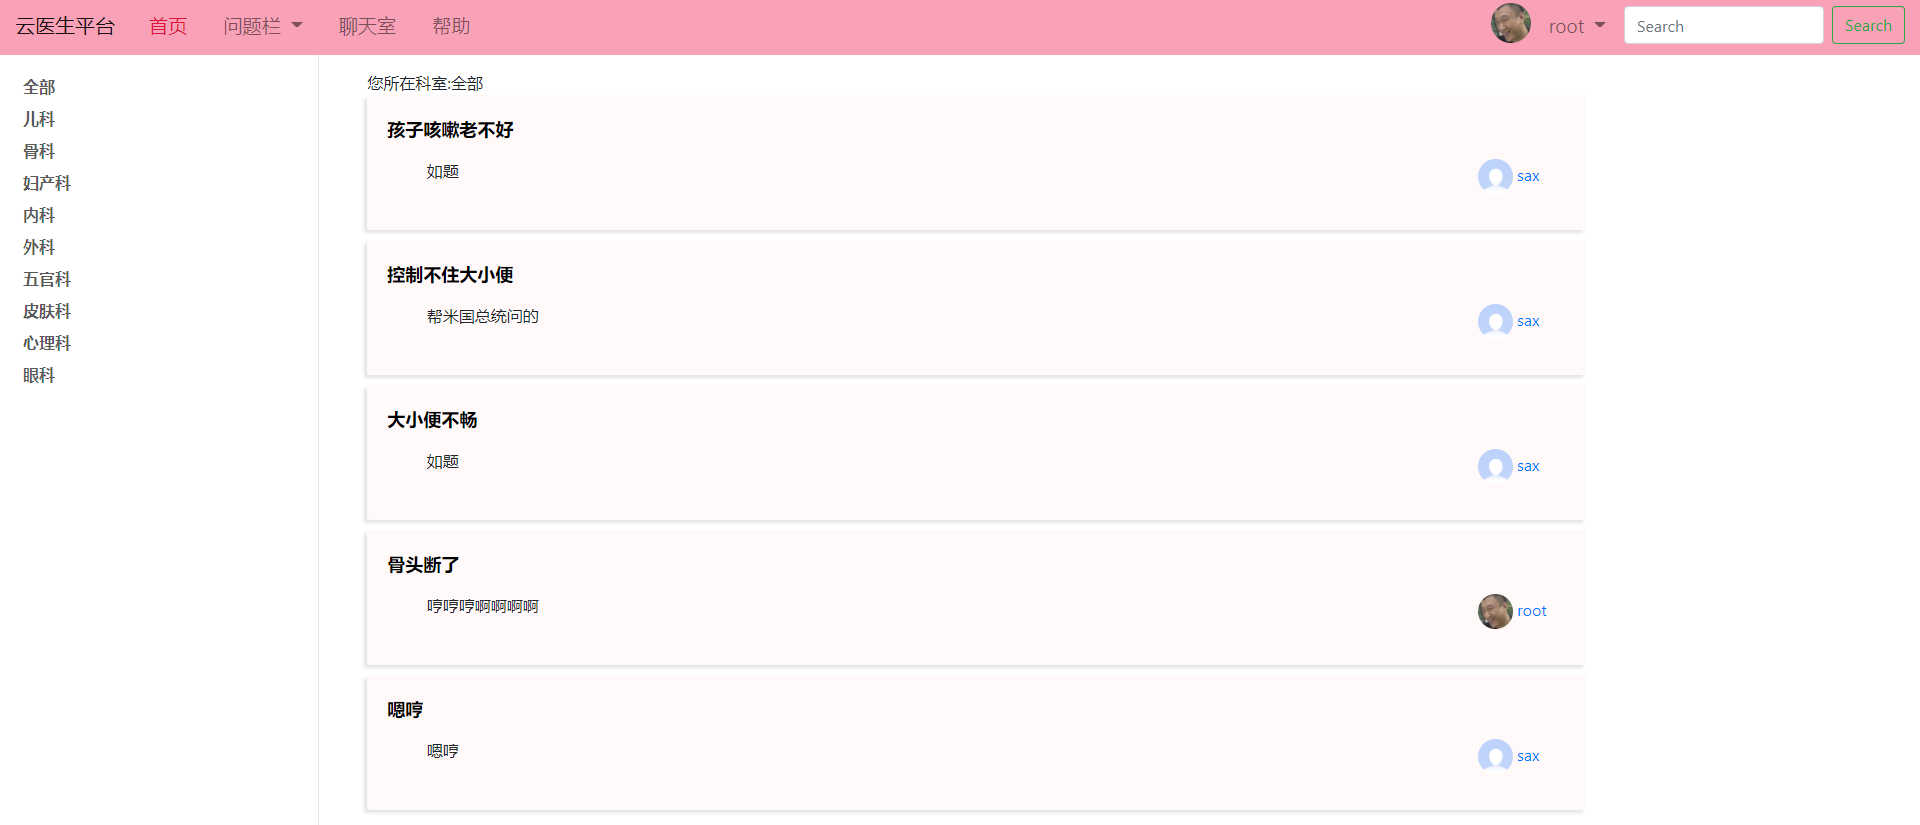 云医生平台 首页 问题栏 聊天室 帮助 root Search Search
全部
儿科
骨科
妇产科
内科
外科
五官科
皮肤科
心理科
眼科
您所在科室:全部
孩子咳嗽老不好
如题
sax
控制不住大小便
帮米国总统问的
sax
大小便不畅
如题
sax
骨头断了
哼哼哼啊啊啊啊
root
嗯哼
嗯哼
sax